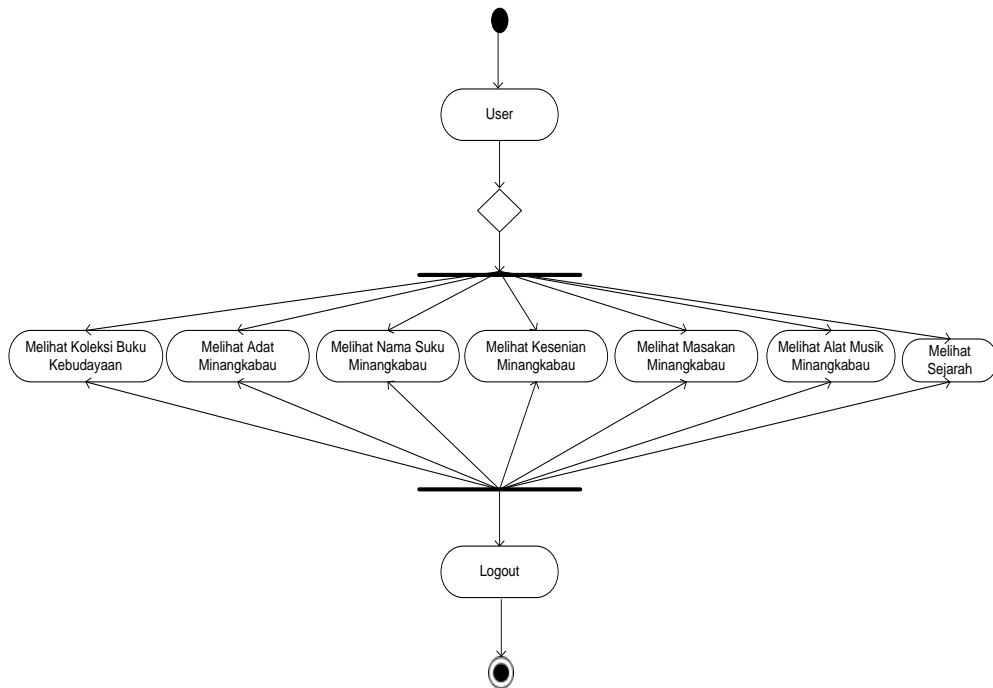 User
Melihat Koleksi Buku
Kebudayaan
Melihat Adat
Minangkabau
Melihat Nama Suku
Minangkabau
Melihat Kesenian
Minangkabau
Melihat Masakan
Minangkabau
Melihat Alat Musik
Minangkabau
Melihat
Sejarah
Logout